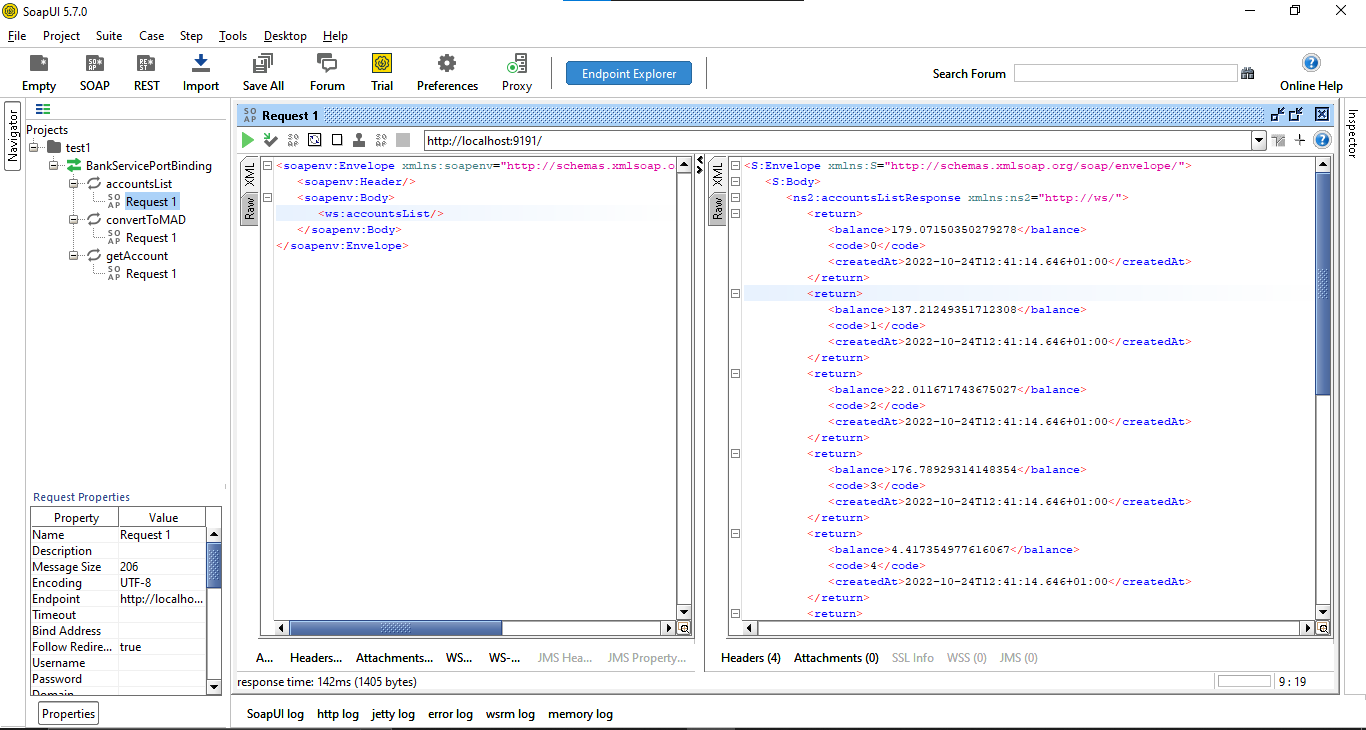 SoapUI 5.7.0
File Project Suite Case Step Tools Desktop Help
Empty SOAP REST Import Save All Forum Trial Preferences Proxy Endpoint Explorer Search Forum Online Help
Navigator
Projects
test1
BankServicePortBinding
accountsList
Request 1
convertToMAD
Request 1
getAccount
Request 1
Request Properties
Property Value
Name Request 1
Description
Message Size 206
Encoding UTF-8
Endpoint http://localho...
Timeout
Bind Address
Follow Redire... true
Username
Password
Domain
Properties
SOAP Request 1
http://localhost:9191/
XML
Raw
<soapenv:Envelope xmlns:soapenv="http://schemas.xmlsoap.o
<soapenv:Header/>
<soapenv:Body>
<ws:accountsList/>
</soapenv:Body>
</soapenv:Envelope>
A... Headers... Attachments... WS... WS-... JMS Hea... JMS Property...
XML
Raw
<S:Envelope xmlns:S="http://schemas.xmlsoap.org/soap/envelope/">
<S:Body>
<ns2:accountsListResponse xmlns:ns2="http://ws/">
<return>
<balance>179.07150350279278</balance>
<code>0</code>
<createdAt>2022-10-24T12:41:14.646+01:00</createdAt>
</return>
<return>
<balance>137.21249351712308</balance>
<code>1</code>
<createdAt>2022-10-24T12:41:14.646+01:00</createdAt>
</return>
<return>
<balance>22.011671743675027</balance>
<code>2</code>
<createdAt>2022-10-24T12:41:14.646+01:00</createdAt>
</return>
<return>
<balance>176.78929314148354</balance>
<code>3</code>
<createdAt>2022-10-24T12:41:14.646+01:00</createdAt>
</return>
<return>
<balance>4.417354977616067</balance>
<code>4</code>
<createdAt>2022-10-24T12:41:14.646+01:00</createdAt>
</return>
<return>
Headers (4) Attachments (0) SSL Info WSS (0) JMS (0)
Inspector
response time: 142ms (1405 bytes)
9 : 19
SoapUI log http log jetty log error log wsrm log memory log